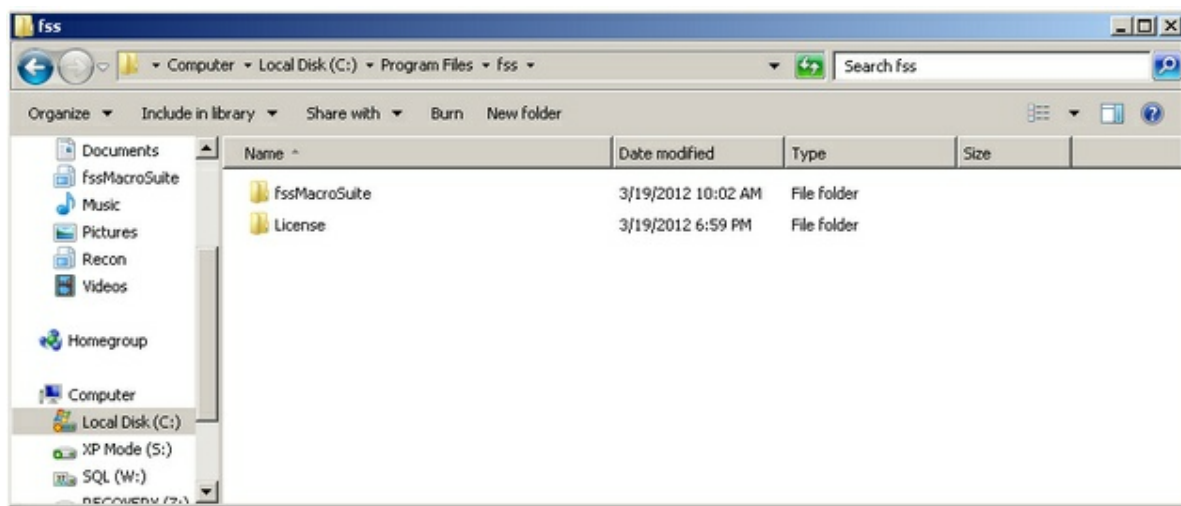 fss
Computer Local Disk (C:) Program Files fss
Search fss
Organize Include in library Share with Burn New folder
Name Date modified Type Size
Documents
fssMacroSuite
Music
Pictures
Recon
Videos
Homegroup
Computer
Local Disk (C:)
XP Mode (S:)
SQL (W:)
RECOVERY (Z:)
fssMacroSuite 3/19/2012 10:02 AM File folder
License 3/19/2012 6:59 PM File folder